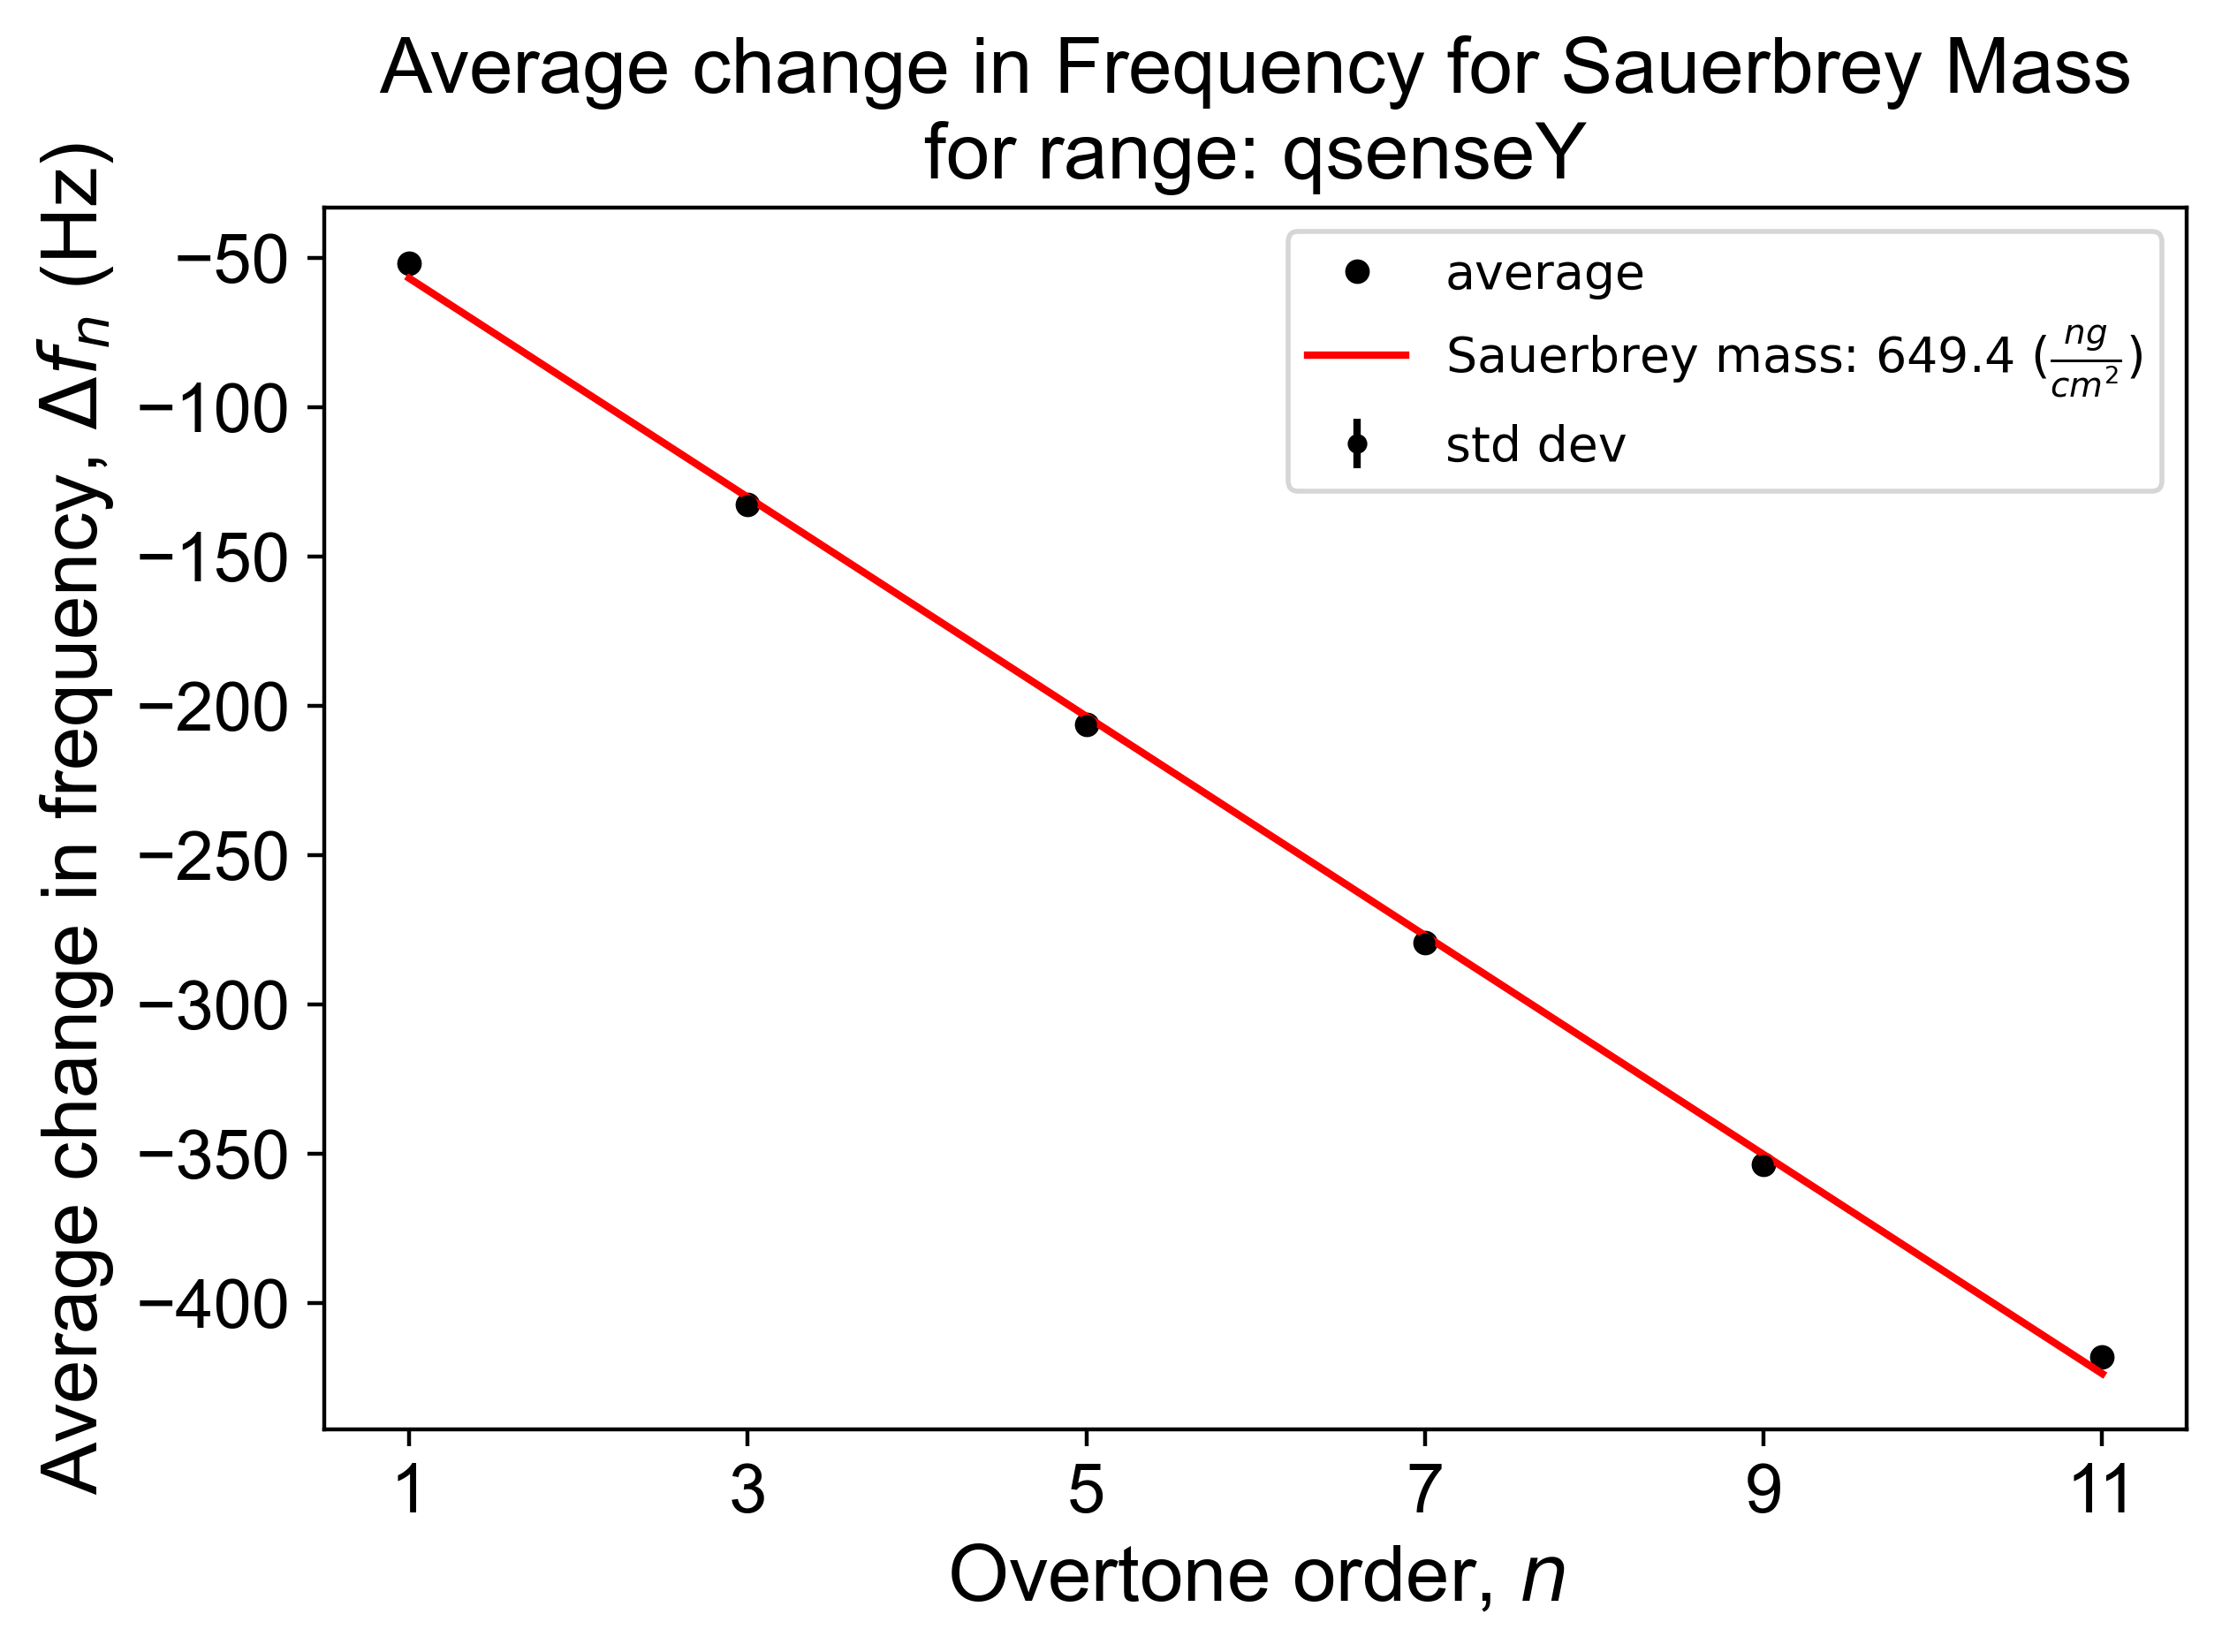 Average change in Frequency for Sauerbrey Mass
for range: qsenseY
Average change in frequency, Δfₙ (Hz)
−50
−100
−150
−200
−250
−300
−350
−400
average
Sauerbrey mass: 649.4 (ng/cm²)
std dev
1 3 5 7 9 11
Overtone order, n